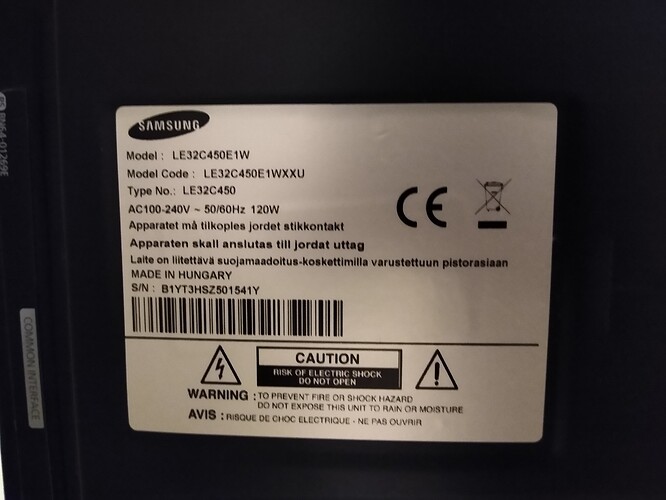 SAMSUNG
Model : LE32C450E1W
Model Code : LE32C450E1WXXU
Type No.: LE32C450
AC100-240V ~ 50/60Hz 120W
Apparatet må tilkoples jordet stikkontakt
Apparaten skall anslutas till jordat uttag
Laite on liitettävä suojamaadoitus-koskettimilla varustettuun pistorasiaan
MADE IN HUNGARY
S/N : B1YT3HSZ501541Y
CE
CAUTION
RISK OF ELECTRIC SHOCK
DO NOT OPEN
WARNING : TO PREVENT FIRE OR SHOCK HAZARD
DO NOT EXPOSE THIS UNIT TO RAIN OR MOISTURE
AVIS : RISQUE DE CHOC ELECTRIQUE - NE PAS OUVRIR
BN64-01269E
COMMON INTERFACE